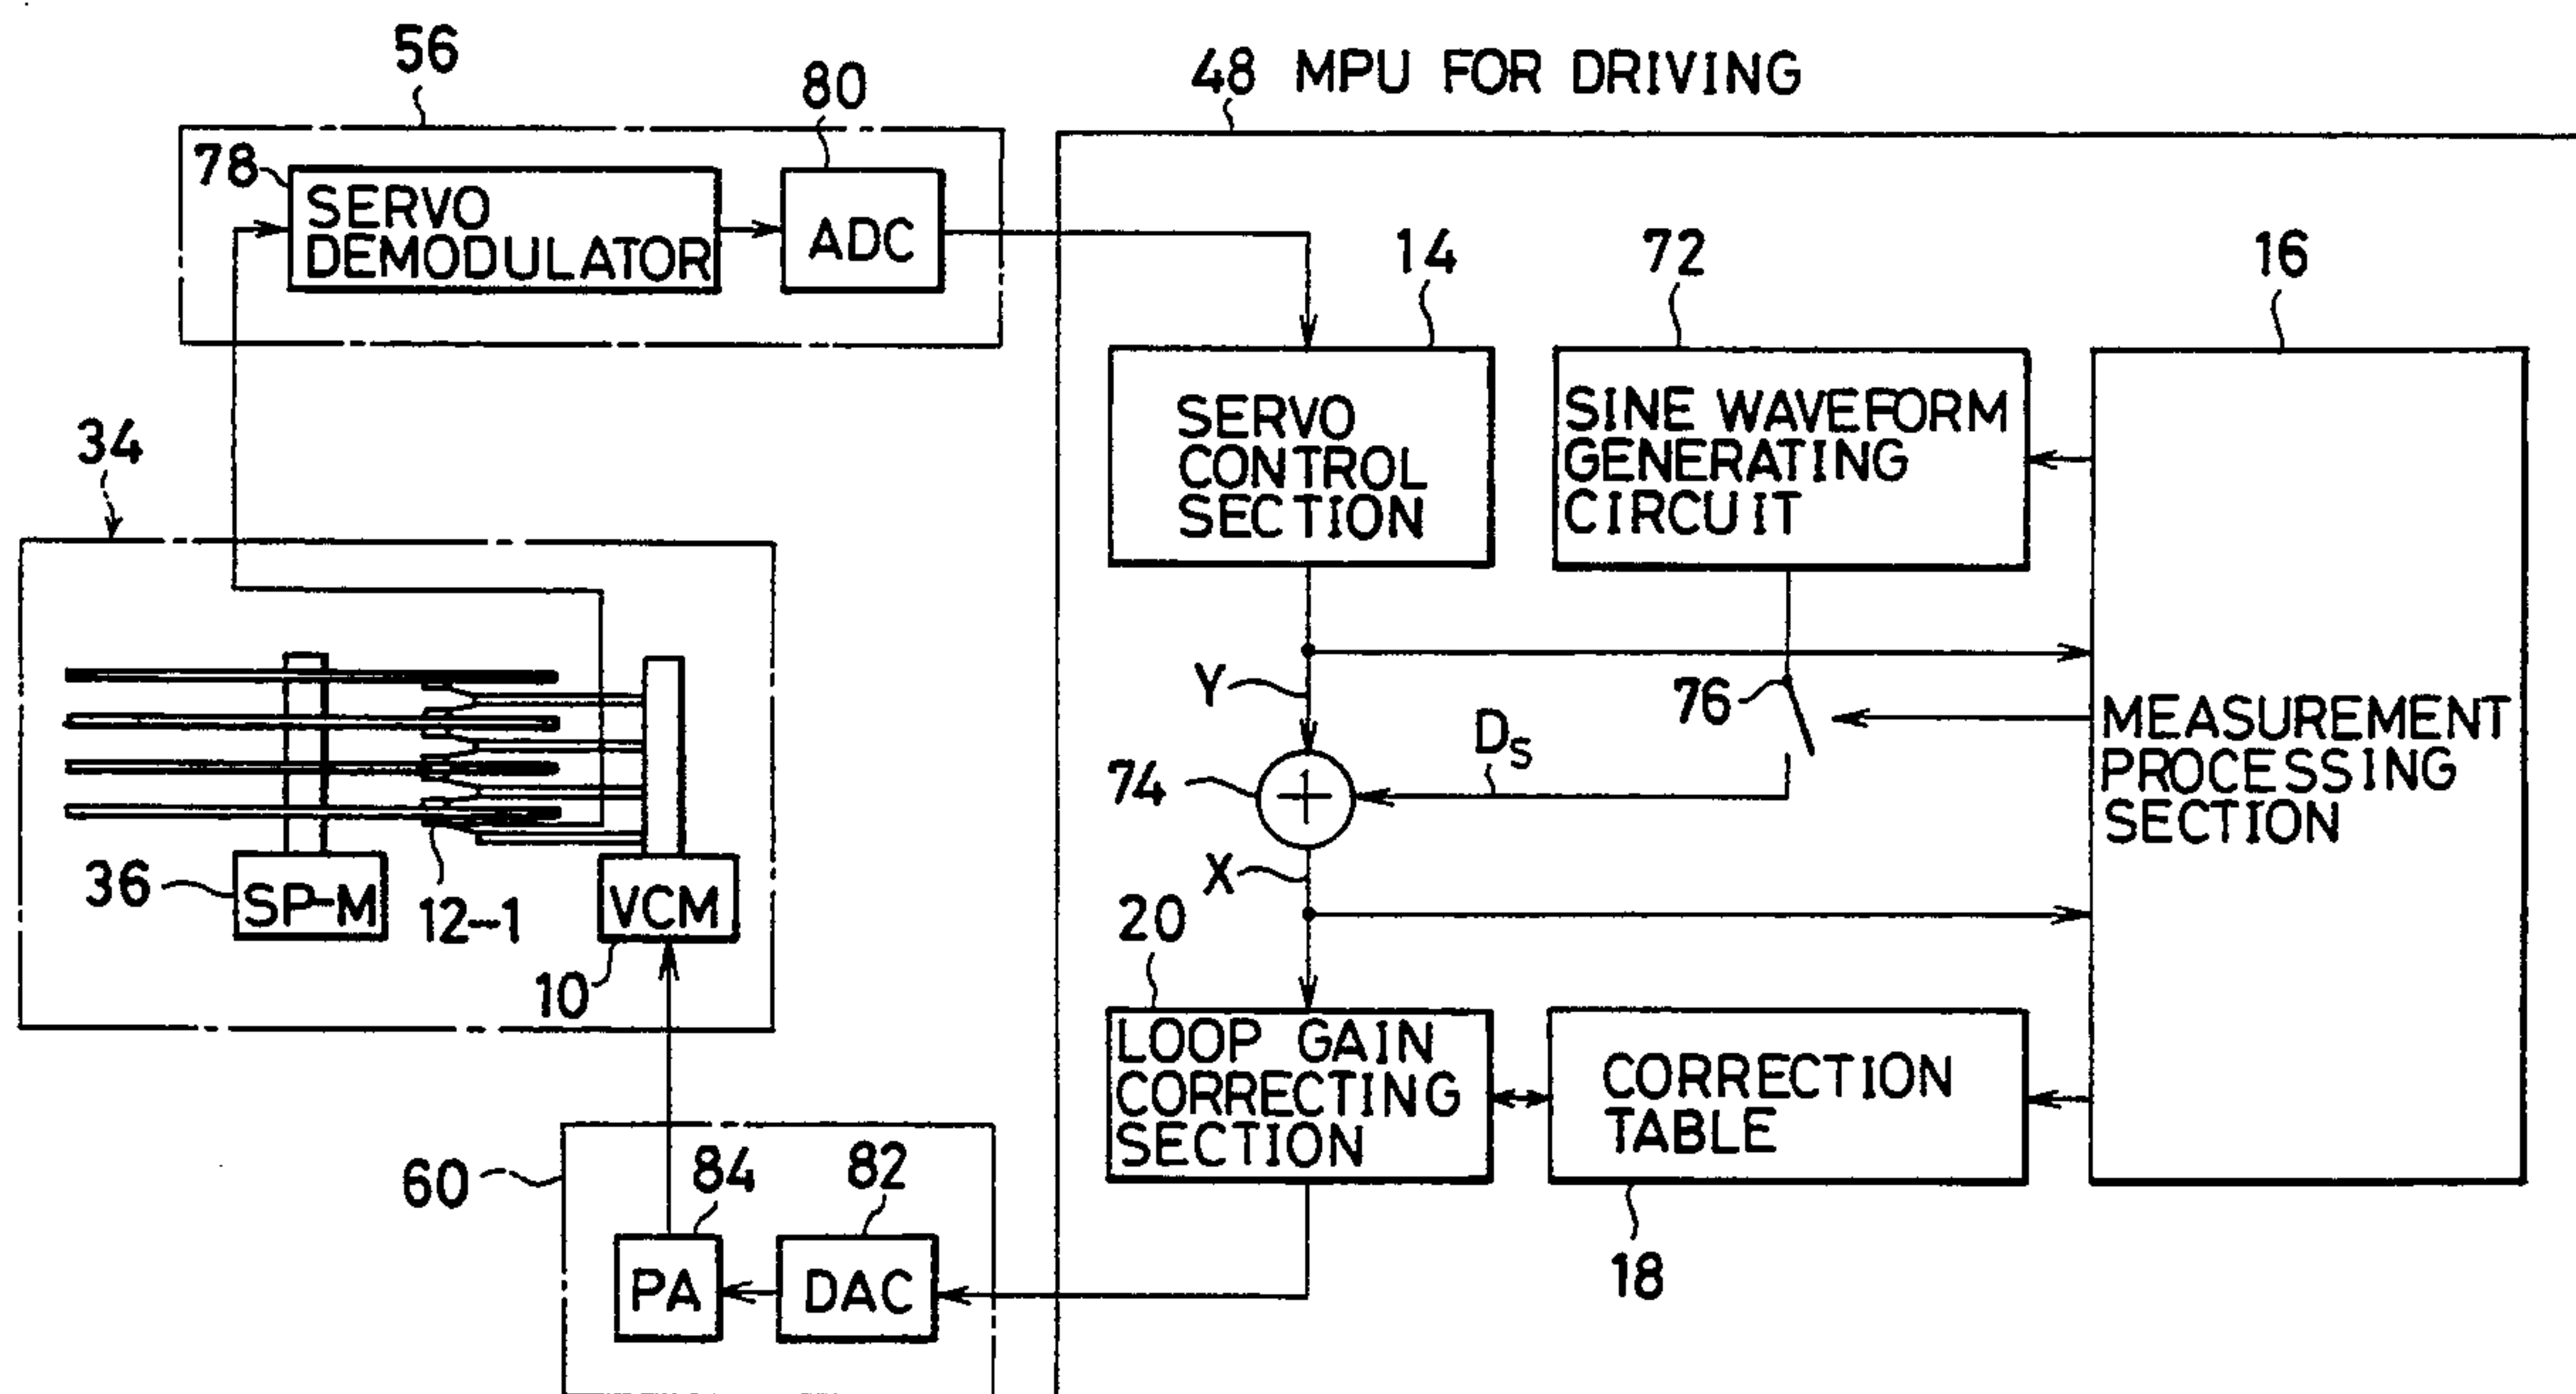 56
80
48 MPU FOR DRIVING
78
SERVO
DEMODULATOR
ADC
14
72
16
34
SERVO
CONTROL
SECTION
SINE WAVEFORM
GENERATING
CIRCUIT
Y
76
MEASUREMENT
PROCESSING
SECTION
74
+
Ds
X
36
SP-M
12-1
VCM
10
20
LOOP GAIN
CORRECTING
SECTION
CORRECTION
TABLE
60
84
82
18
PA
DAC